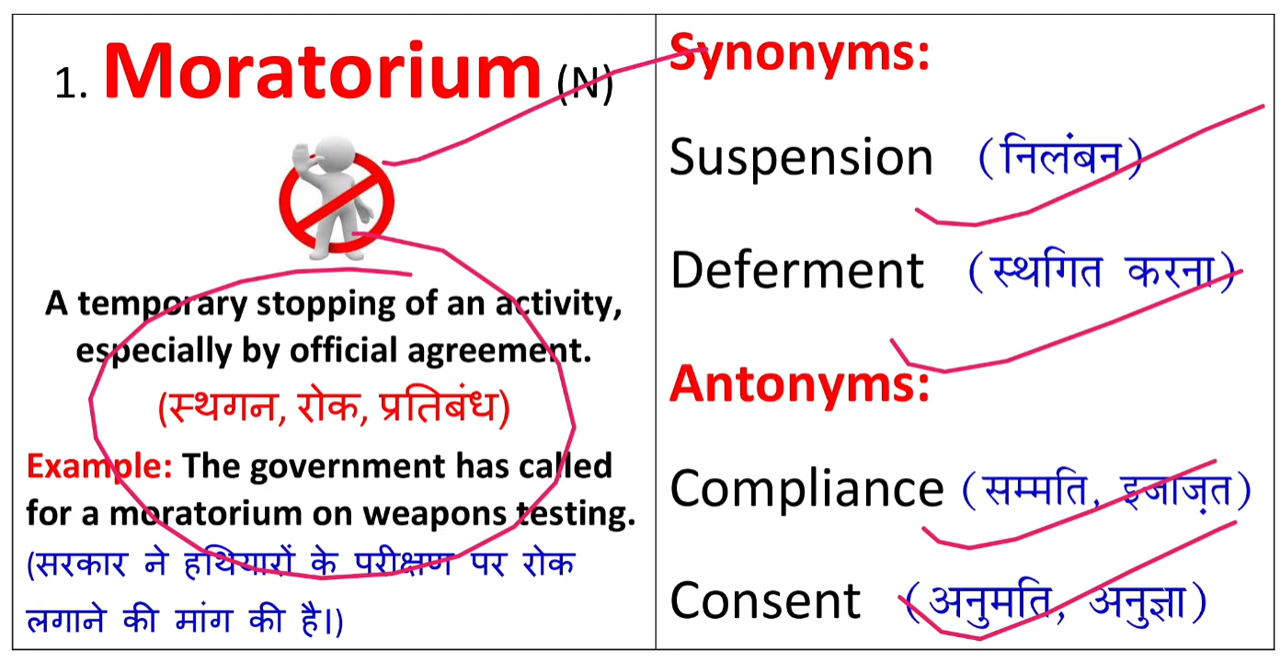 1. Moratorium (N)
A temporary stopping of an activity,
especially by official agreement.
(स्थगन, रोक, प्रतिबंध)
Example: The government has called
for a moratorium on weapons testing.
(सरकार ने हथियारों के परीक्षण पर रोक
लगाने की मांग की है।)
Synonyms:
Suspension (निलंबन)
Deferment (स्थगित करना)
Antonyms:
Compliance (सम्मति, इजाज़त)
Consent (अनुमति, अनुज्ञा)